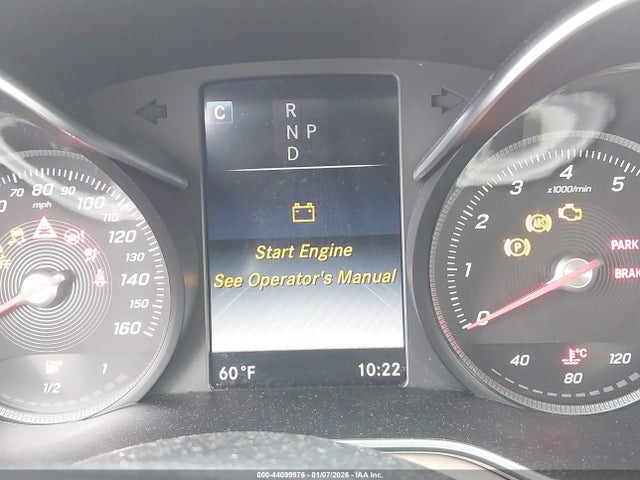 C
R
N P
D
Start Engine
See Operator's Manual
60°F
10:22
70 80 90
mph
100
110
120
130
140
150
160
1/2
1
0
1
2
3
4
5
x1000/min
ABS
P
PARK
BRAK
40
80
°C
120
000-44099976 | 01/07/2026 | IAA Inc.